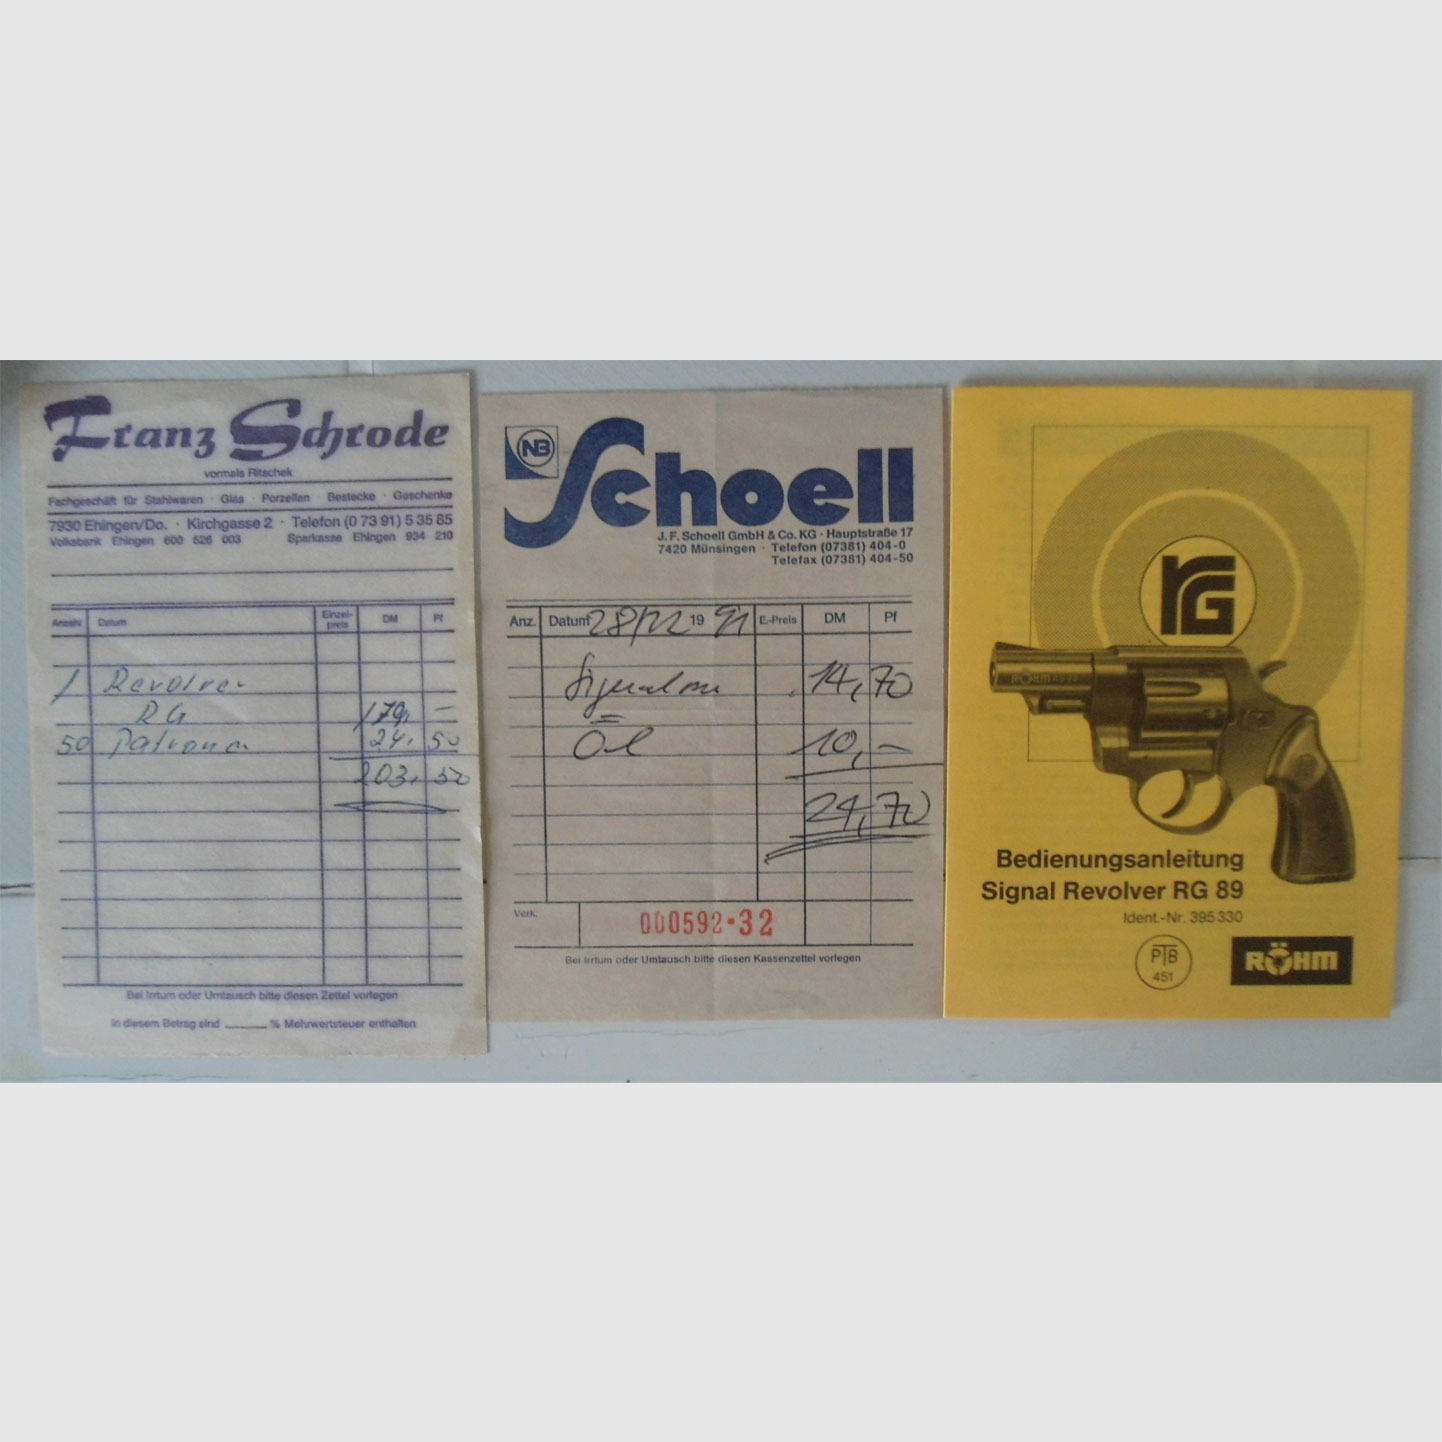 Franz Schrode
vormals Ritschek
Fachgeschäft für Stahlwaren · Glas · Porzellan · Bestecke · Geschenke
7930 Ehingen/Do. · Kirchgasse 2 · Telefon (0 73 91) 5 35 85
Volksbank Ehingen 600 526 003 Sparkasse Ehingen 934 210
Anzahl Datum Einzel-preis DM Pf
1 Revolver
RG 179,-
50 Patronen 24, 50
203, 50
Bei Irrtum oder Umtausch bitte diesen Zettel vorlegen
In diesem Betrag sind ______ % Mehrwertsteuer enthalten
NB Schoell
J. F. Schoell GmbH & Co. KG · Hauptstraße 17
7420 Münsingen · Telefon (07381) 404-0
Telefax (07381) 404-50
Anz. Datum 28/12 19 91 E.-Preis DM Pf
14,70
Öl 10,-
24,70
Verk. 000592·32
Bei Irrtum oder Umtausch bitte diesen Kassenzettel vorlegen
RG
RÖHM
Bedienungsanleitung
Signal Revolver RG 89
Ident.-Nr. 395 330
PTB
451
RÖHM